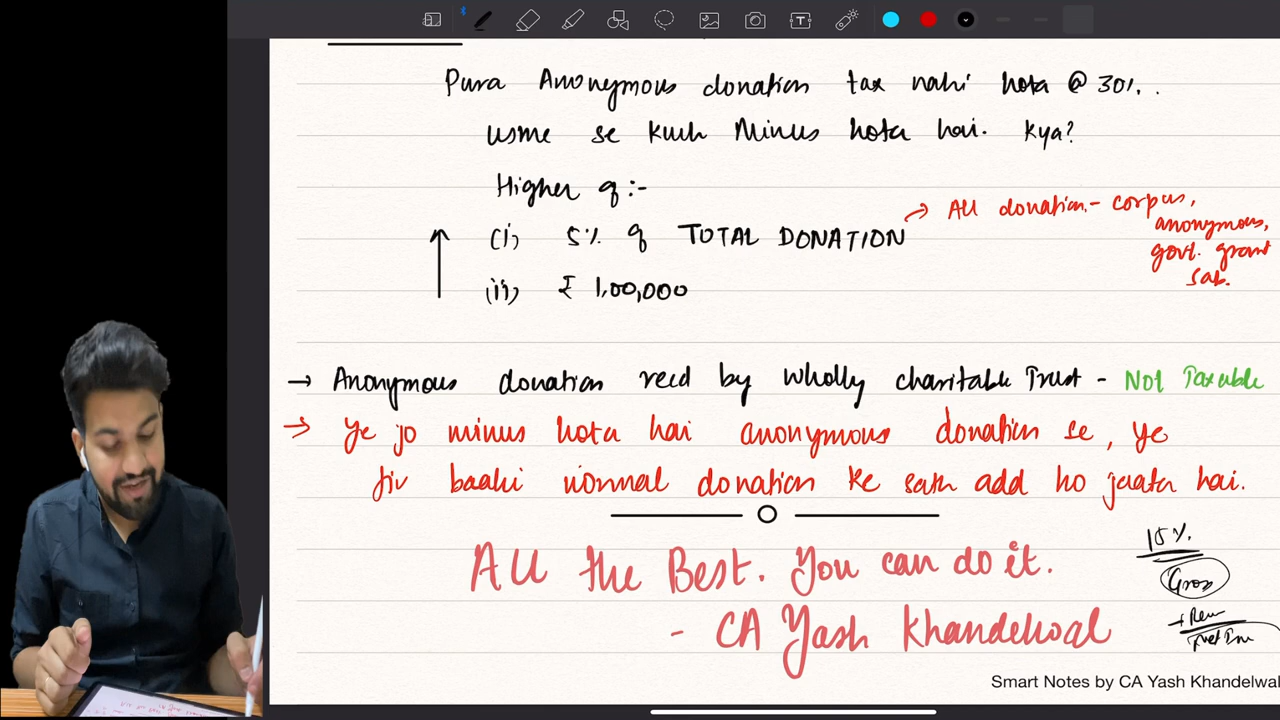 Pura Anonymous donation tax nahi hota @ 30%.
usme se kuch Minus hota hai. kya?
Higher of :-
(i) 5% of TOTAL DONATION → All donation - corpus,
anonymous,
govt. grant
sab.
(ii) ₹ 1,00,000
→ Anonymous donation recd by wholly charitable Trust - Not Taxable
→ Ye jo minus hota hai anonymous donation se, ye
fir baaki normal donation ke sath add ho jaata hai.
15%
Gross
All the Best. You can do it.
- CA Yash Khandelwal
Smart Notes by CA Yash Khandelwal